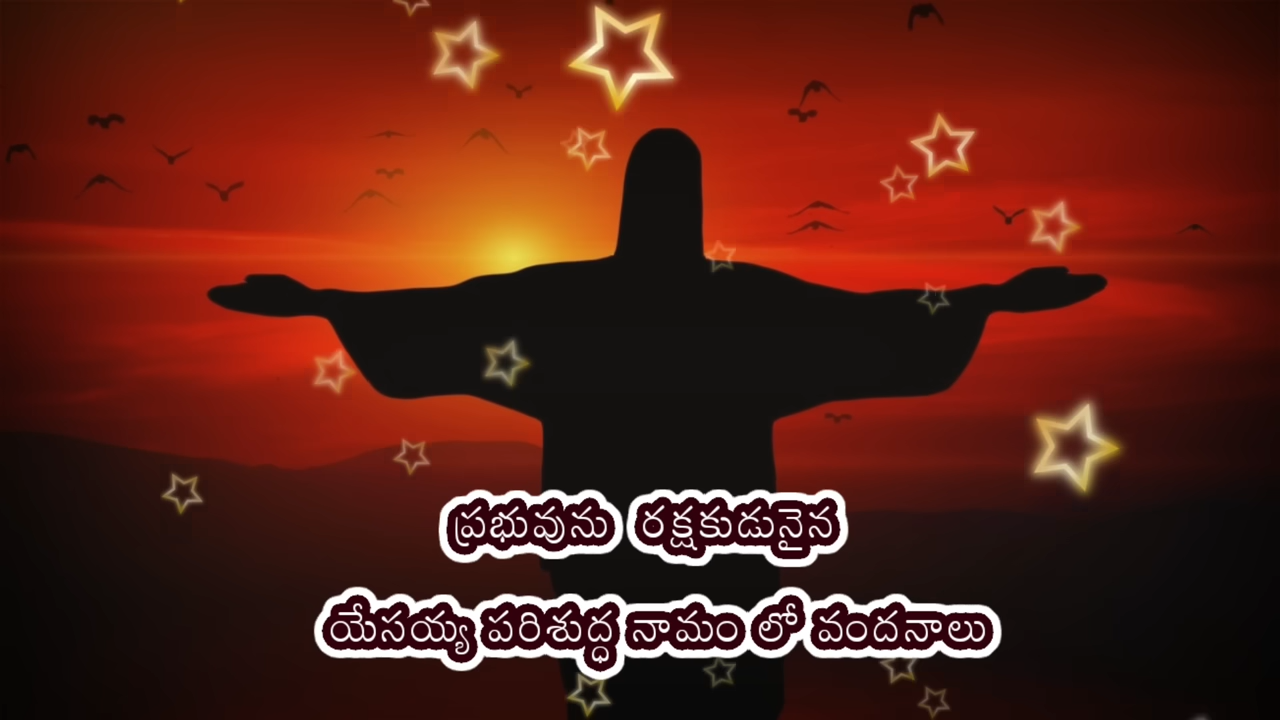 ప్రభువును రక్షకుడునైన
యేసయ్య పరిశుద్ధ నామం లో వందనాలు